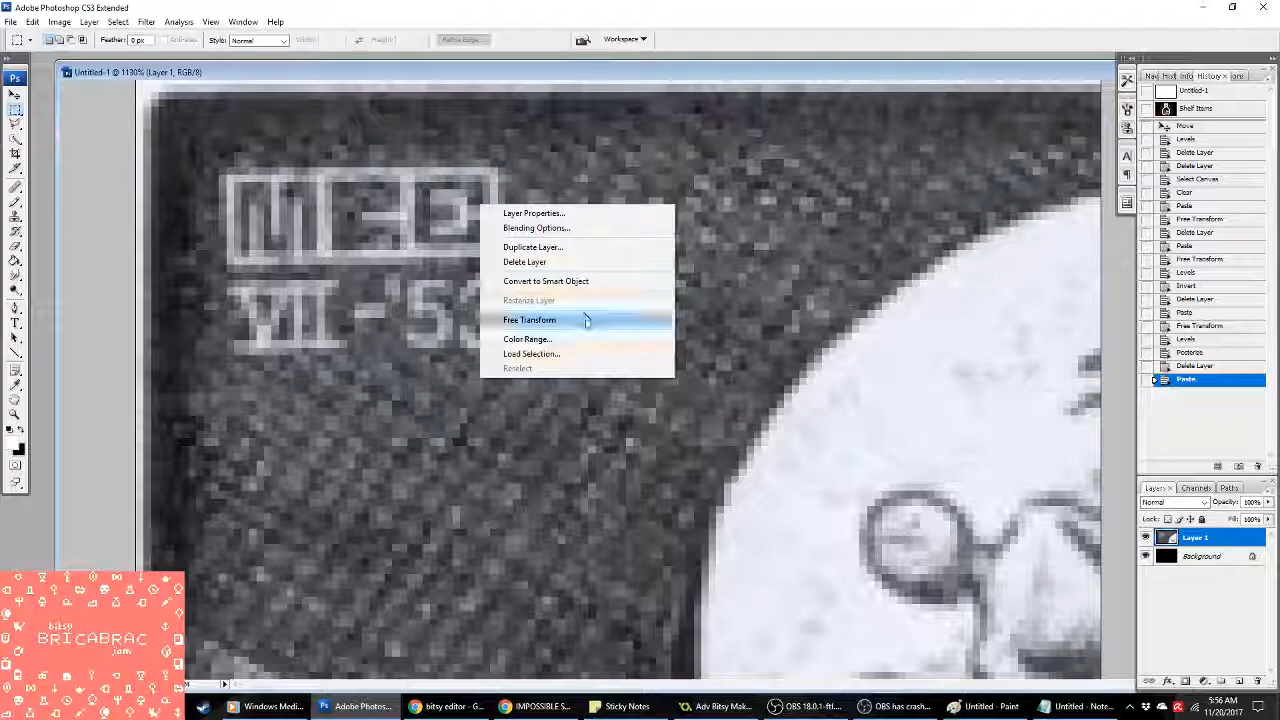 Adobe Photoshop CS3 Extended
File Edit Image Layer Select Filter Analysis View Window Help
Feather: 0 px Anti-alias Style: Normal Width: Height: Refine Edge... Workspace
Untitled-1 @ 1130% (Layer 1, RGB/8)
Layer Properties...
Blending Options...
Duplicate Layer...
Delete Layer
Convert to Smart Object
Rasterize Layer
Free Transform
Color Range...
Load Selection...
Reselect
Nav Hist Info History
Untitled-1
Shelf Items
Move
Levels
Delete Layer
Delete Layer
Select Canvas
Clear
Paste
Free Transform
Delete Layer
Paste
Free Transform
Levels
Invert
Delete Layer
Paste
Free Transform
Levels
Posterize
Delete Layer
Paste
Layers Channels Paths
Normal Opacity: 100%
Lock: Fill: 100%
Layer 1
Background
bitsy
BRICABRAC
jam
Windows Medi...
Adobe Photos...
bitsy editor - G...
IMPOSSIBLE S...
Sticky Notes
Adv Bitsy Mak...
OBS 18.0.1-ft...
OBS has crash...
Untitled - Paint
Untitled - Note...
5:56 AM
11/20/2017